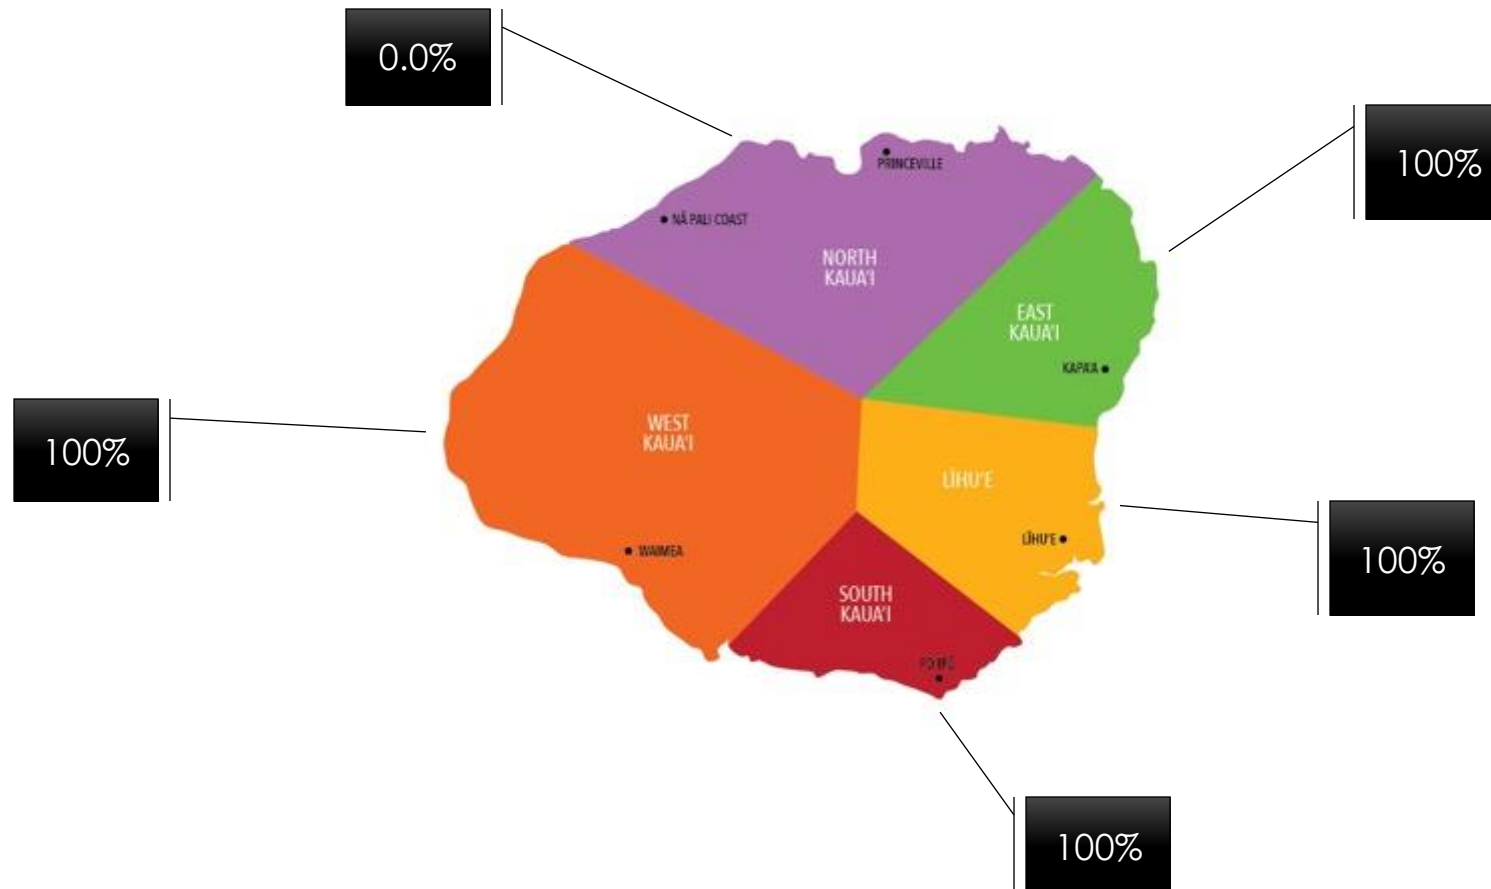 0.0%
100%
PRINCEVILLE
NĀ PALI COAST
NORTH
KAUA'I
EAST
KAUA'I
KAPA'A
100%
WEST
KAUA'I
LĪHU'E
LĪHU'E
100%
WAIMEA
SOUTH
KAUA'I
100%